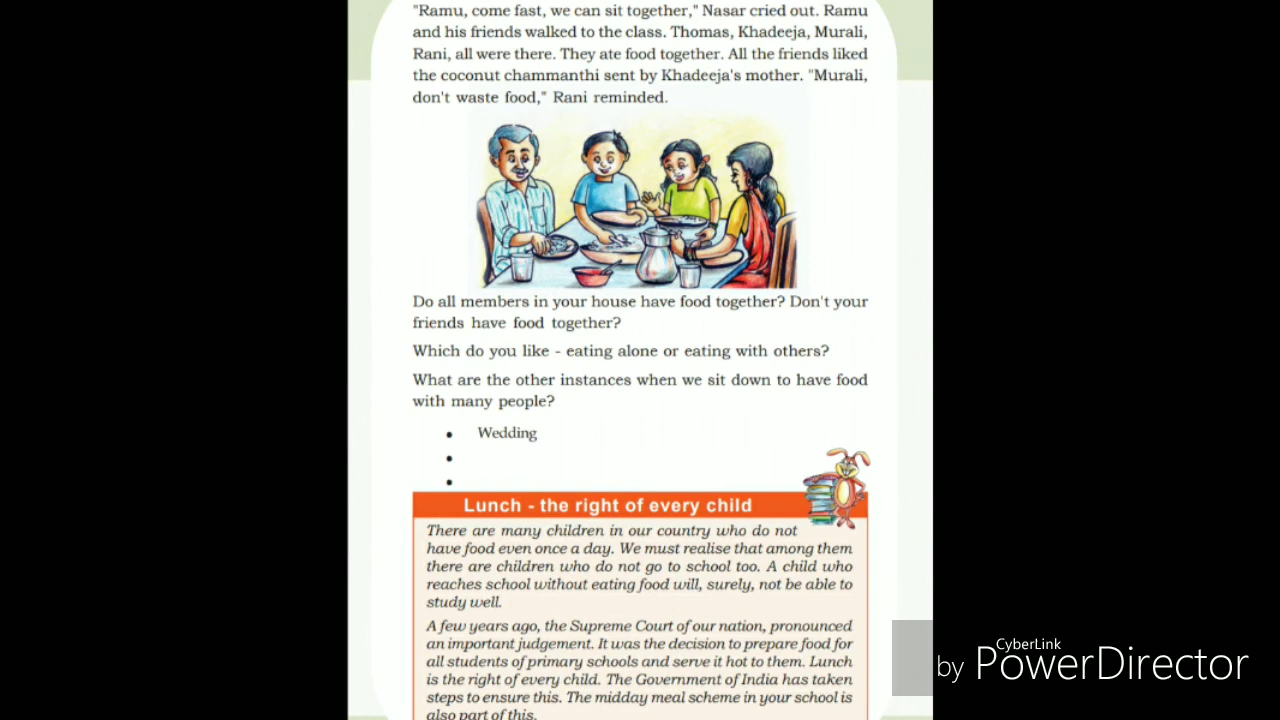 "Ramu, come fast, we can sit together," Nasar cried out. Ramu
and his friends walked to the class. Thomas, Khadeeja, Murali,
Rani, all were there. They ate food together. All the friends liked
the coconut chammanthi sent by Khadeeja's mother. "Murali,
don't waste food," Rani reminded.
Do all members in your house have food together? Don't your
friends have food together?
Which do you like - eating alone or eating with others?
What are the other instances when we sit down to have food
with many people?
• Wedding
•
•
Lunch - the right of every child
There are many children in our country who do not
have food even once a day. We must realise that among them
there are children who do not go to school too. A child who
reaches school without eating food will, surely, not be able to
study well.
A few years ago, the Supreme Court of our nation, pronounced
an important judgement. It was the decision to prepare food for
all students of primary schools and serve it hot to them. Lunch
is the right of every child. The Government of India has taken
steps to ensure this. The midday meal scheme in your school is
also part of this.
CyberLink
by PowerDirector